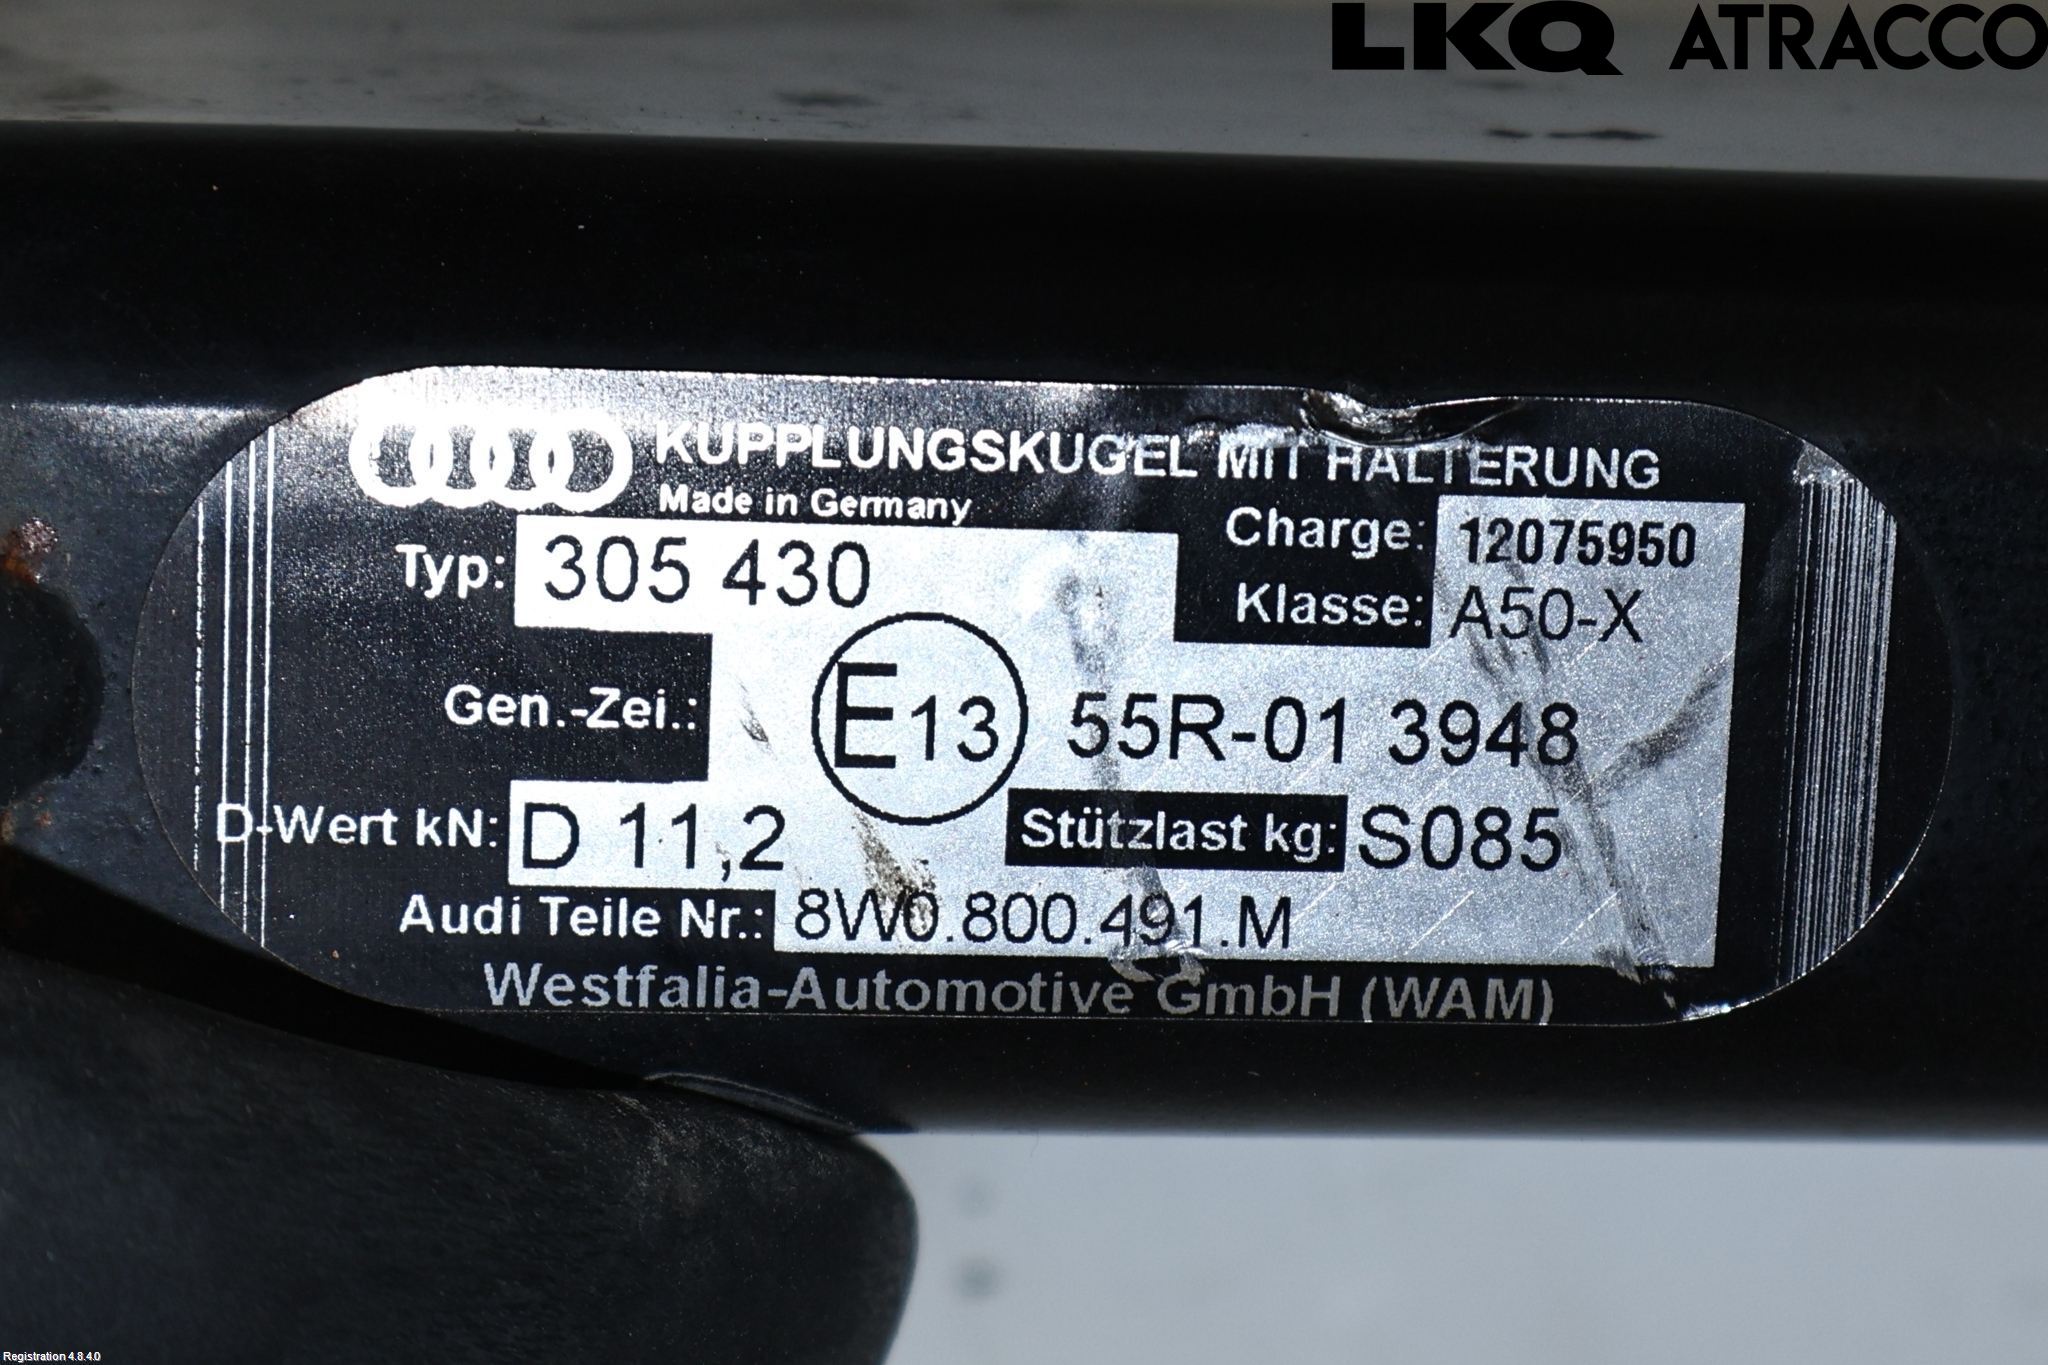 LKQ ATRACCO
KUPPLUNGSKUGEL MIT HALTERUNG
Made in Germany
Charge: 12075950
Typ: 305 430
Klasse: A50-X
Gen.-Zei.: E13 55R-01 3948
D-Wert kN: D 11,2 Stützlast kg: S085
Audi Teile Nr.: 8W0.800.491.M
Westfalia-Automotive GmbH (WAM)
Registration 4.8.4.0